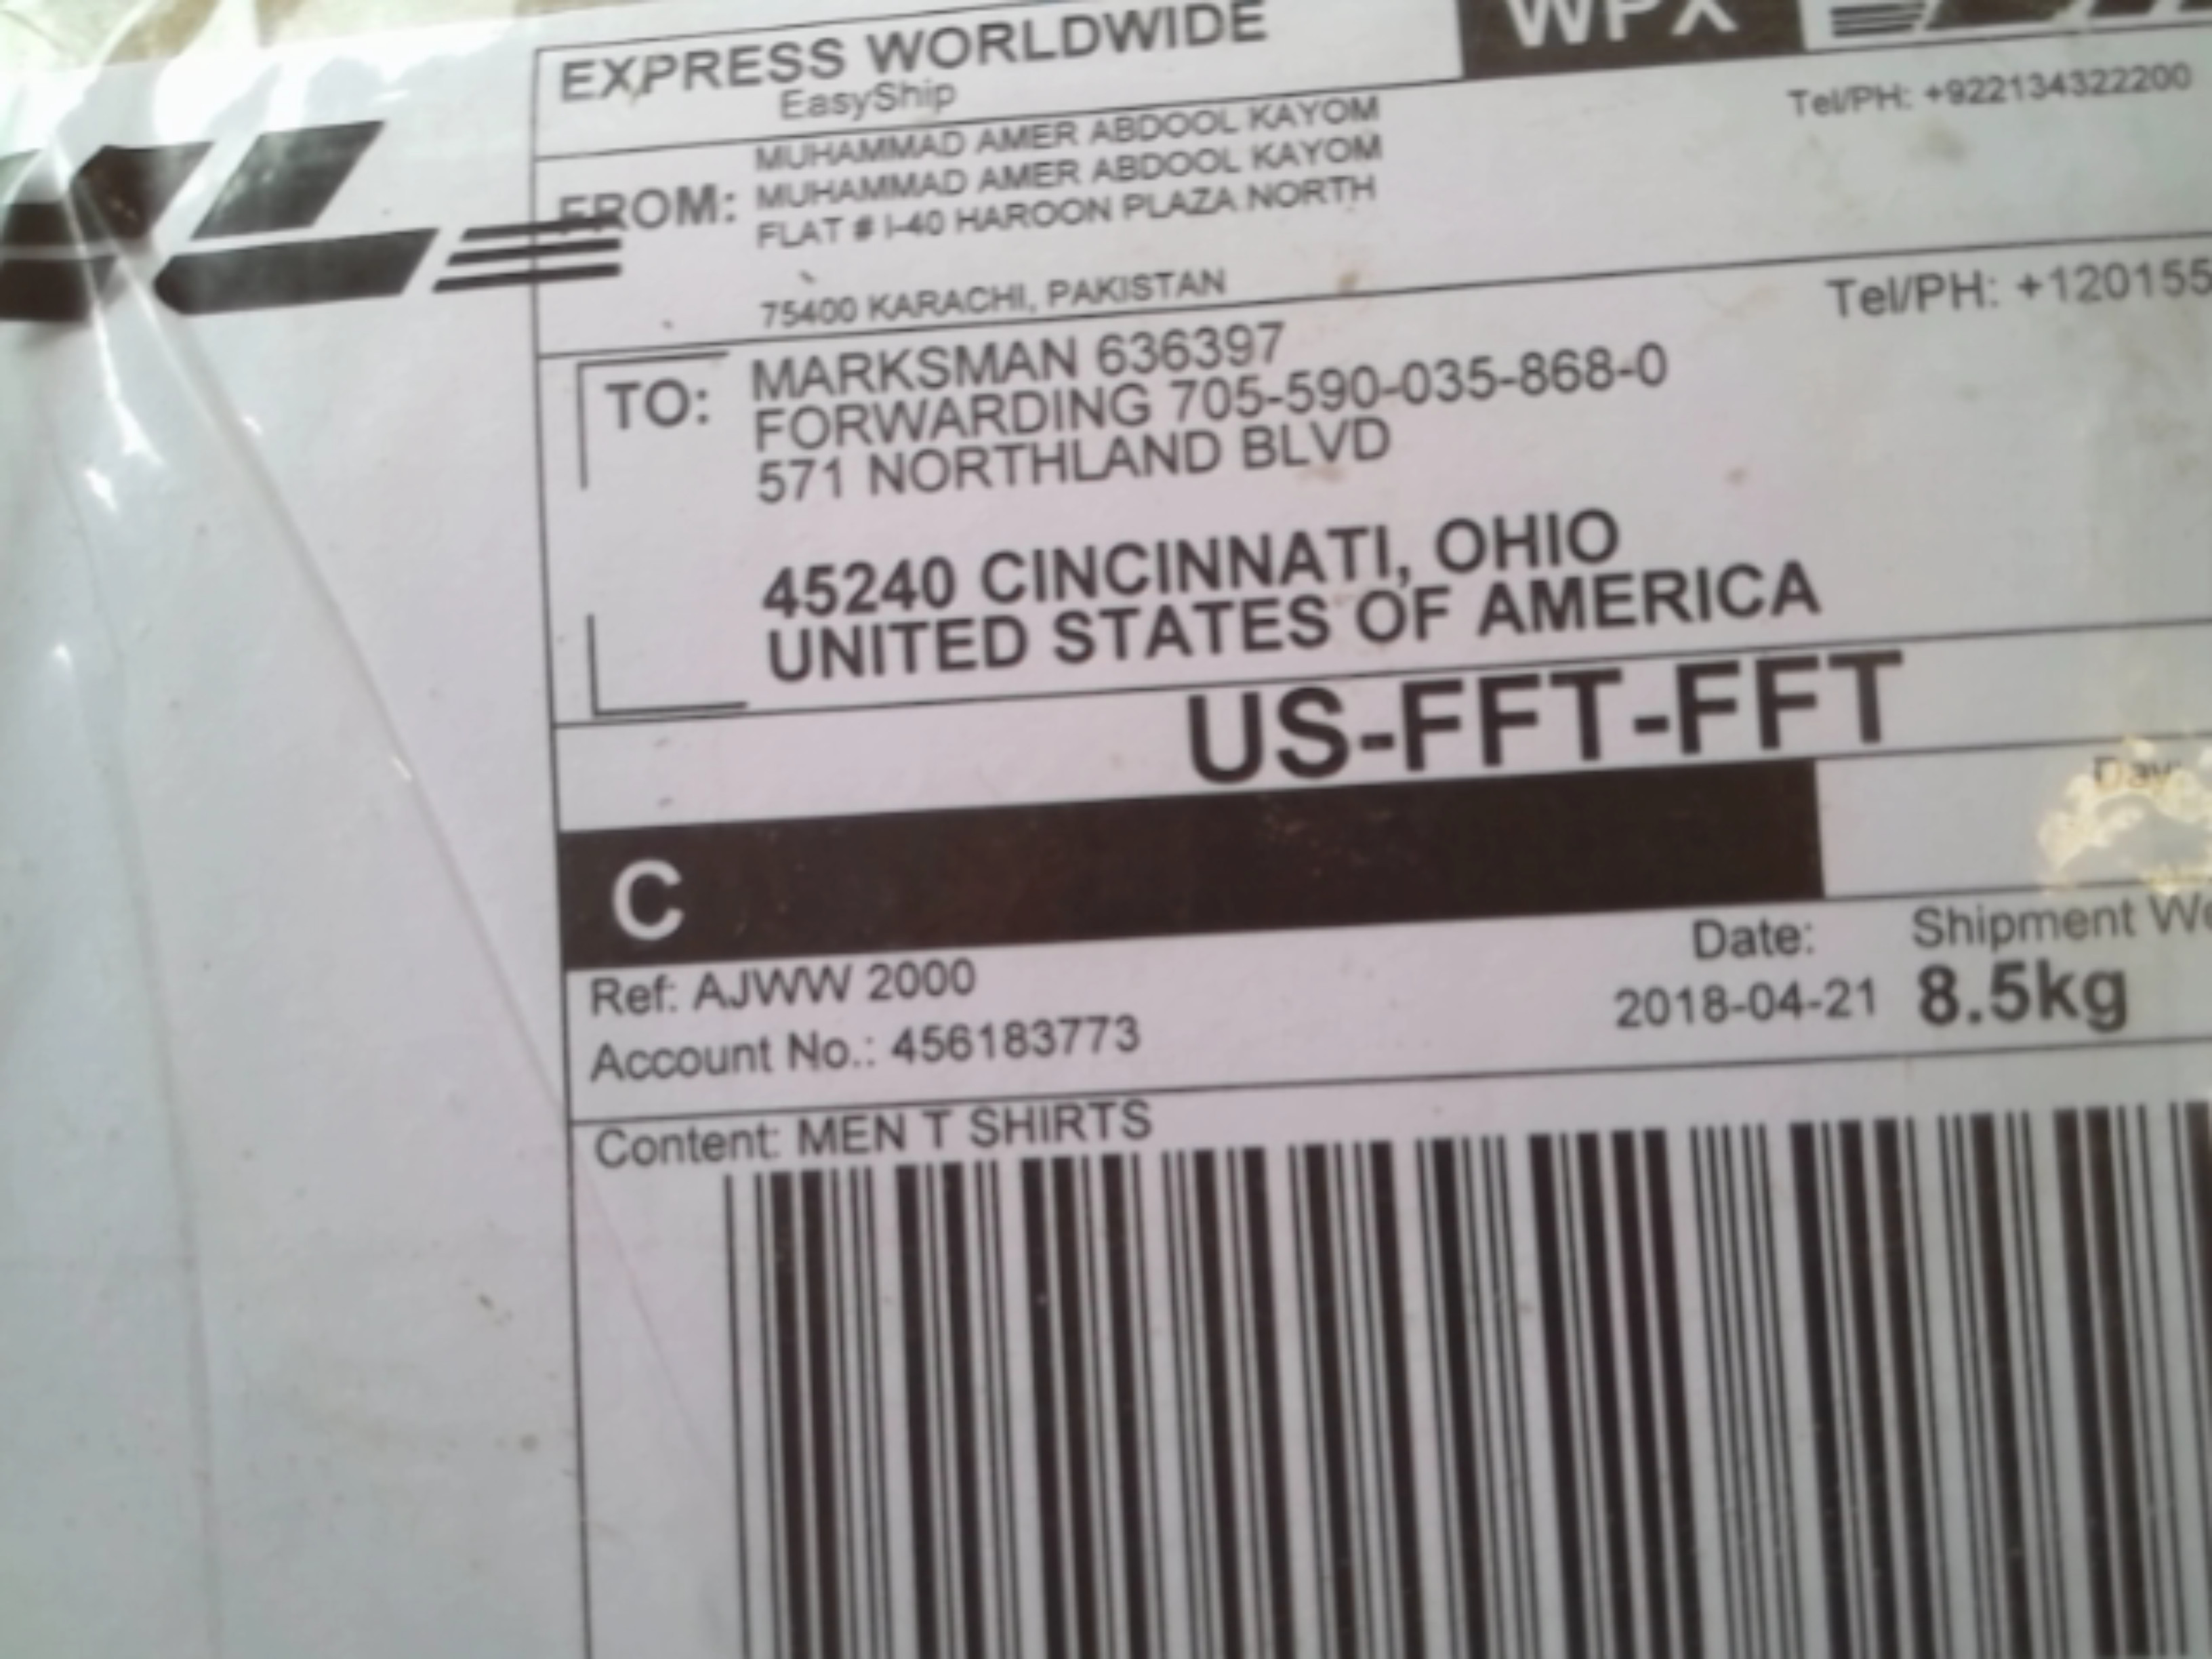 EXPRESS WORLDWIDE
EasyShip
WPX
FROM:
MUHAMMAD AMER ABDOOL KAYOM
MUHAMMAD AMER ABDOOL KAYOM
FLAT # I-40 HAROON PLAZA NORTH
75400 KARACHI, PAKISTAN
Tel/PH: +922134322200
TO:
MARKSMAN 636397
FORWARDING 705-590-035-868-0
571 NORTHLAND BLVD
45240 CINCINNATI, OHIO
UNITED STATES OF AMERICA
Tel/PH: +120155
US-FFT-FFT
Day
C
Ref: AJWW 2000
Account No.: 456183773
Date:
2018-04-21
Shipment
8.5kg
Content: MEN T SHIRTS